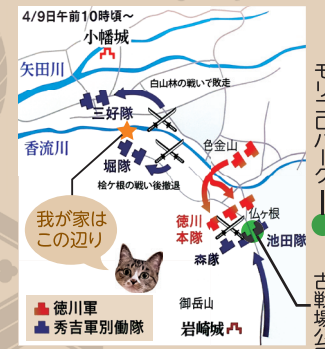 4/9日午前10時頃〜
小幡城
矢田川
白山林の戦いで敗走
三好隊
香流川
色金山
堀隊
桧ケ根の戦い後撤退
我が家は
この辺り
徳川
本隊
仏ヶ根
池田隊
森隊
御岳山
岩崎城
徳川軍
秀吉軍別働隊
モリコロパーク
古戦場公